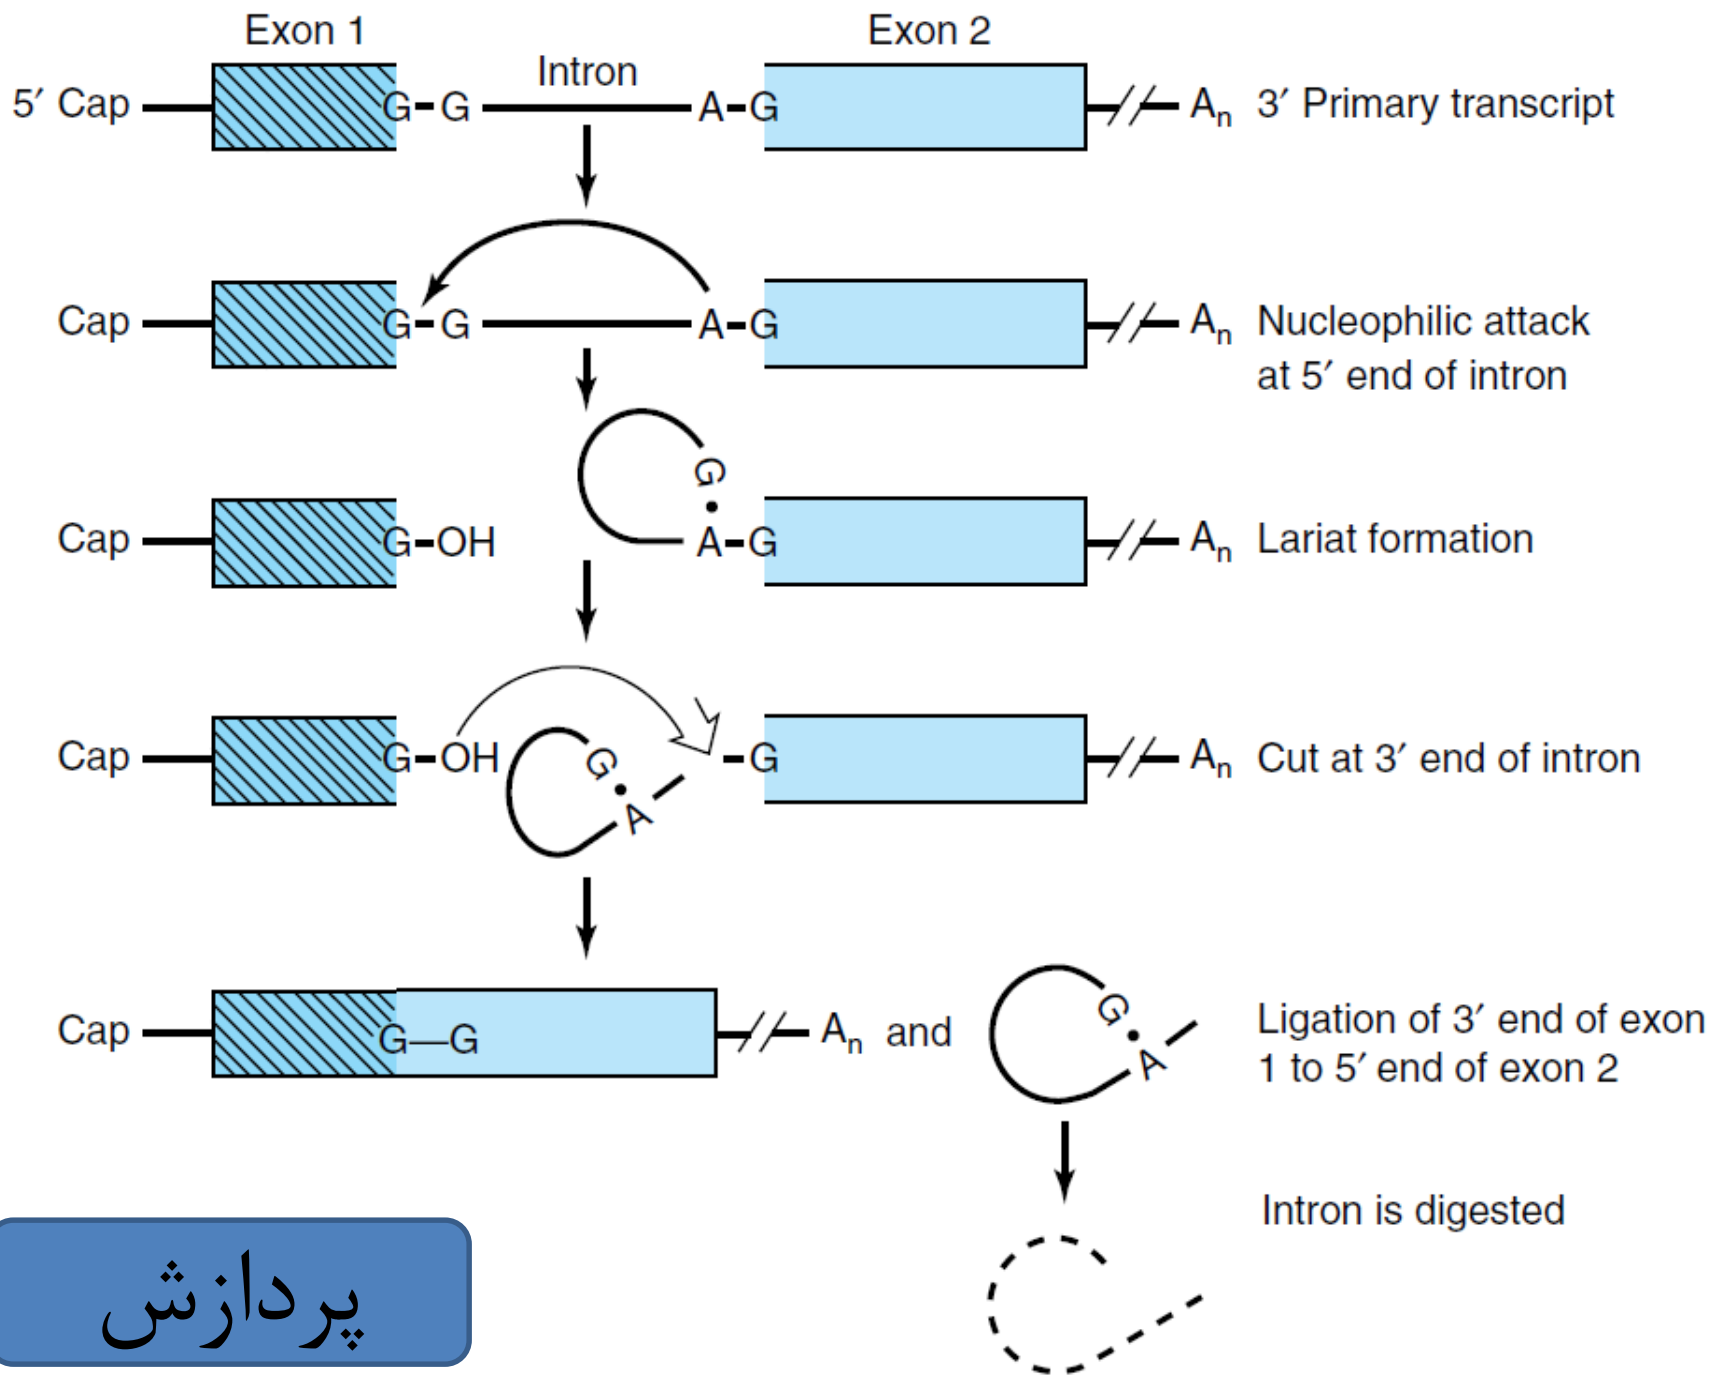 Exon 1 Exon 2
Intron
5′ Cap G-G A-G An 3′ Primary transcript
Cap G-G A-G An Nucleophilic attack
at 5′ end of intron
G
Cap G-OH A-G An Lariat formation
Cap G-OH G A -G An Cut at 3′ end of intron
Cap G—G An and G A Ligation of 3′ end of exon
1 to 5′ end of exon 2
Intron is digested
پردازش